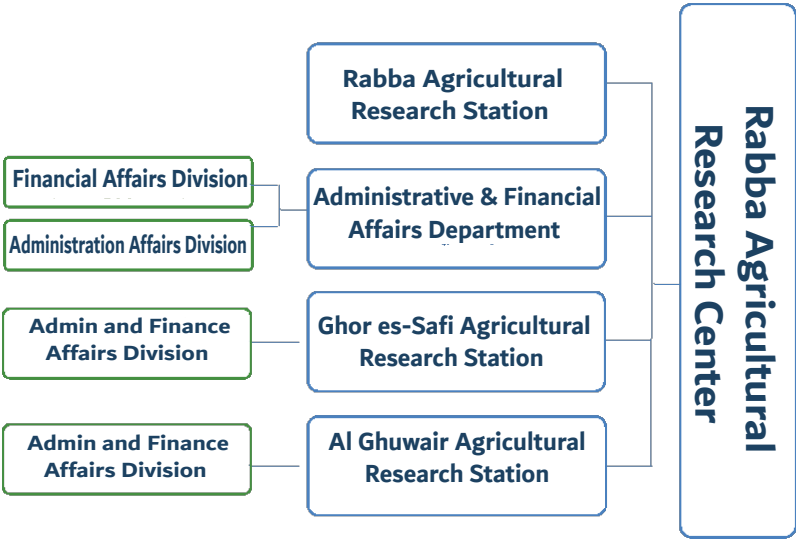 Rabba Agricultural
Research Station
Financial Affairs Division
Administration Affairs Division
Administrative & Financial
Affairs Department
Admin and Finance
Affairs Division
Ghor es-Safi Agricultural
Research Station
Admin and Finance
Affairs Division
Al Ghuwair Agricultural
Research Station
Rabba Agricultural
Research Center